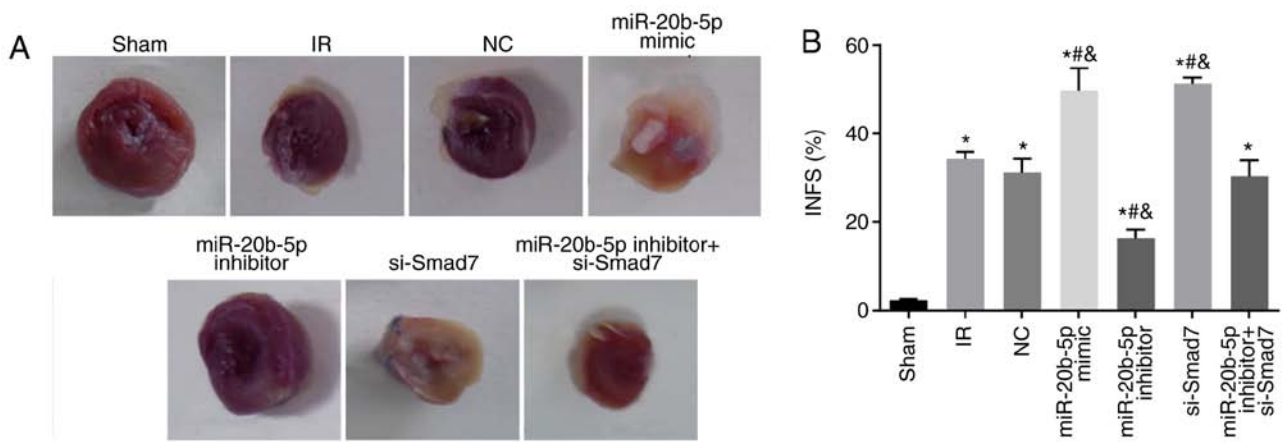 A
Sham
IR
NC
miR-20b-5p
mimic
miR-20b-5p
inhibitor
si-Smad7
miR-20b-5p inhibitor+
si-Smad7
B
INFS (%)
60
40
20
0
*
*
*#&
*#&
*#&
*
Sham
IR
NC
miR-20b-5p
mimic
miR-20b-5p
inhibitor
si-Smad7
miR-20b-5p
inhibitor+
si-Smad7